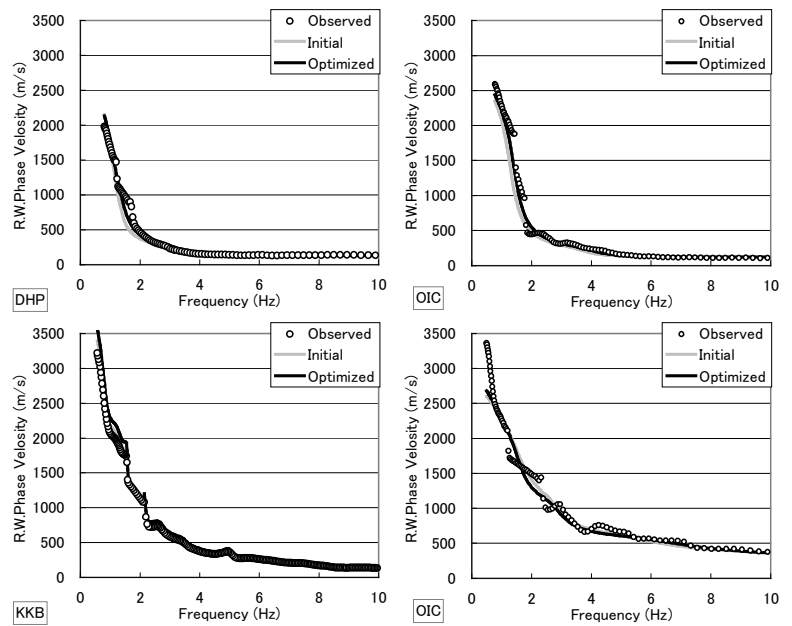 3500
3000
2500
2000
1500
1000
500
0
R.W.Phase Velosity (m/s)
Observed
Initial
Optimized
0 2 4 6 8 10
Frequency (Hz)
DHP
3500
3000
2500
2000
1500
1000
500
0
R.W.Phase Velosity (m/s)
Observed
Initial
Optimized
0 2 4 6 8 10
Frequency (Hz)
OIC
3500
3000
2500
2000
1500
1000
500
0
R.W.Phase Velosity (m/s)
Observed
Initial
Optimized
0 2 4 6 8 10
Frequency (Hz)
KKB
3500
3000
2500
2000
1500
1000
500
0
R.W.Phase Velosity (m/s)
Observed
Initial
Optimized
0 2 4 6 8 10
Frequency (Hz)
OIC